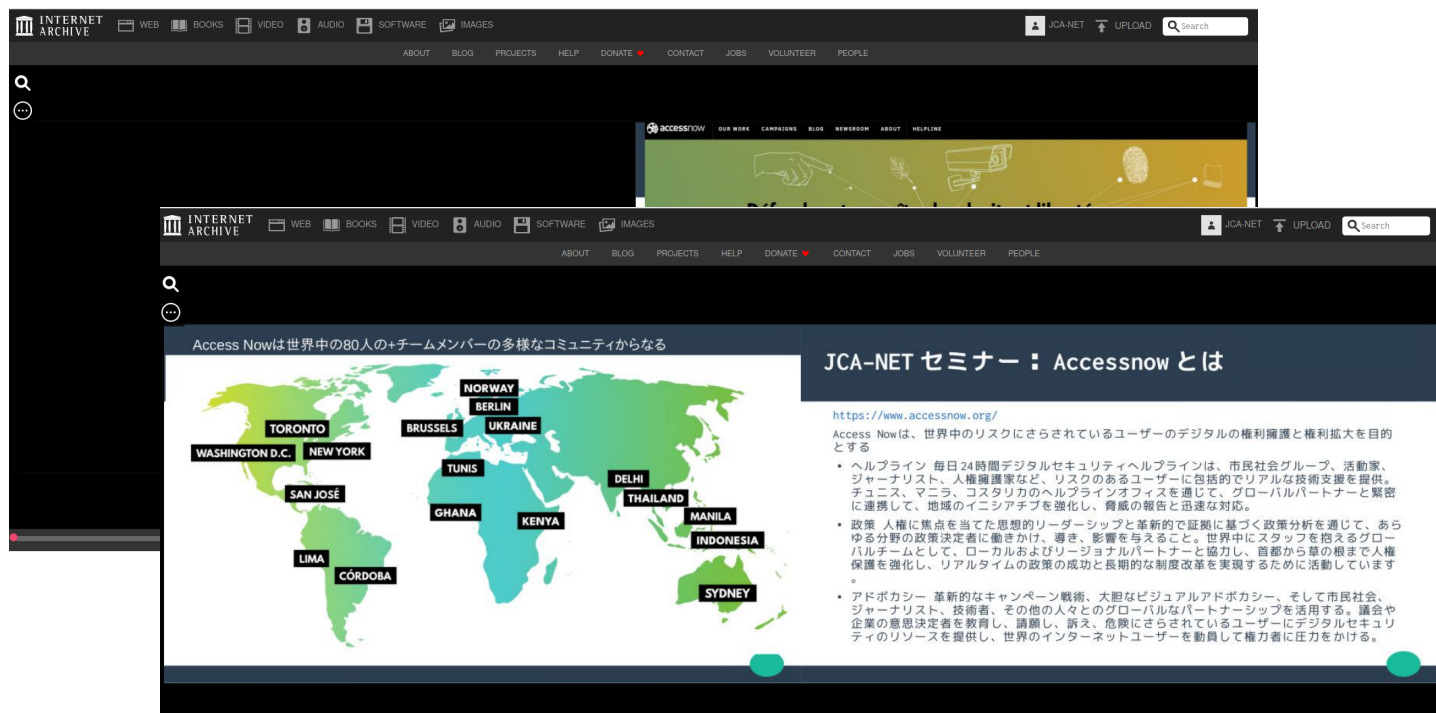 INTERNET ARCHIVE
WEB BOOKS VIDEO AUDIO SOFTWARE IMAGES
JCA-NET UPLOAD Search
ABOUT BLOG PROJECTS HELP DONATE CONTACT JOBS VOLUNTEER PEOPLE
accessnow OUR WORK CAMPAIGNS BLOG NEWSROOM ABOUT HELPLINE
INTERNET ARCHIVE
WEB BOOKS VIDEO AUDIO SOFTWARE IMAGES
JCA-NET UPLOAD Search
ABOUT BLOG PROJECTS HELP DONATE CONTACT JOBS VOLUNTEER PEOPLE
Access Nowは世界中の80人の+チームメンバーの多様なコミュニティからなる
NORWAY
BERLIN
TORONTO
BRUSSELS
UKRAINE
WASHINGTON D.C.
NEW YORK
TUNIS
DELHI
SAN JOSÉ
THAILAND
GHANA
KENYA
MANILA
INDONESIA
LIMA
CÓRDOBA
SYDNEY
JCA-NET セミナー：Accessnow とは
https://www.accessnow.org/
Access Nowは、世界中のリスクにさらされているユーザーのデジタルの権利擁護と権利拡大を目的
とする
• ヘルプライン 毎日24時間デジタルセキュリティヘルプラインは、市民社会グループ、活動家、
ジャーナリスト、人権擁護家など、リスクのあるユーザーに包括的でリアルな技術支援を提供。
チュニス、マニラ、コスタリカのヘルプラインオフィスを通じて、グローバルパートナーと緊密
に連携して、地域のイニシアチブを強化し、脅威の報告と迅速な対応。
• 政策 人権に焦点を当てた思想的リーダーシップと革新的で証拠に基づく政策分析を通じて、あら
ゆる分野の政策決定者に働きかけ、導き、影響を与えること。世界中にスタッフを抱えるグロー
バルチームとして、ローカルおよびリージョナルパートナーと協力し、首都から草の根まで人権
保護を強化し、リアルタイムの政策の成功と長期的な制度改革を実現するために活動しています
。
• アドボカシー 革新的なキャンペーン戦術、大胆なビジュアルアドボカシー、そして市民社会、
ジャーナリスト、技術者、その他の人々とのグローバルなパートナーシップを活用する。議会や
企業の意思決定者を教育し、請願し、訴え、危険にさらされているユーザーにデジタルセキュリ
ティのリソースを提供し、世界のインターネットユーザーを動員して権力者に圧力をかける。